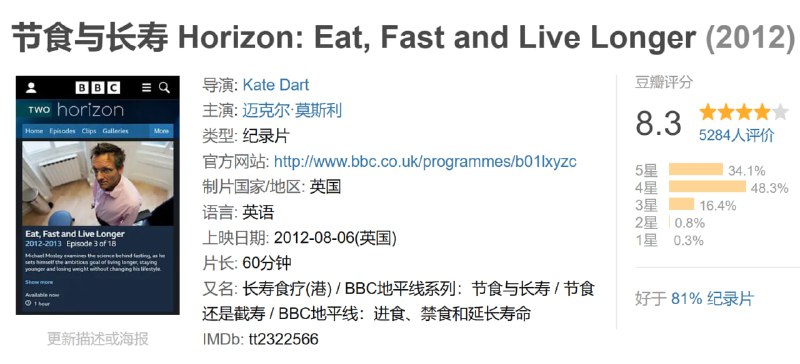 节食与长寿 Horizon: Eat, Fast and Live Longer (2012)
BBC
TWO horizon
Home Episodes Clips Galleries More
Eat, Fast and Live Longer
2012-2013 Episode 3 of 18
Michael Mosley examines the science behind fasting, as he
sets himself the ambitious goal of living longer, staying
younger and losing weight without changing his lifestyle.
Show more
Available now
1 hour
更新描述或海报
导演: Kate Dart
主演: 迈克尔·莫斯利
类型: 纪录片
官方网站: http://www.bbc.co.uk/programmes/b01lxyzc
制片国家/地区: 英国
语言: 英语
上映日期: 2012-08-06(英国)
片长: 60分钟
又名: 长寿食疗(港) / BBC地平线系列：节食与长寿 / 节食
还是截寿 / BBC地平线：进食、禁食和延长寿命
IMDb: tt2322566
豆瓣评分
8.3
5284人评价
5星 34.1%
4星 48.3%
3星 16.4%
2星 0.8%
1星 0.3%
好于 81% 纪录片